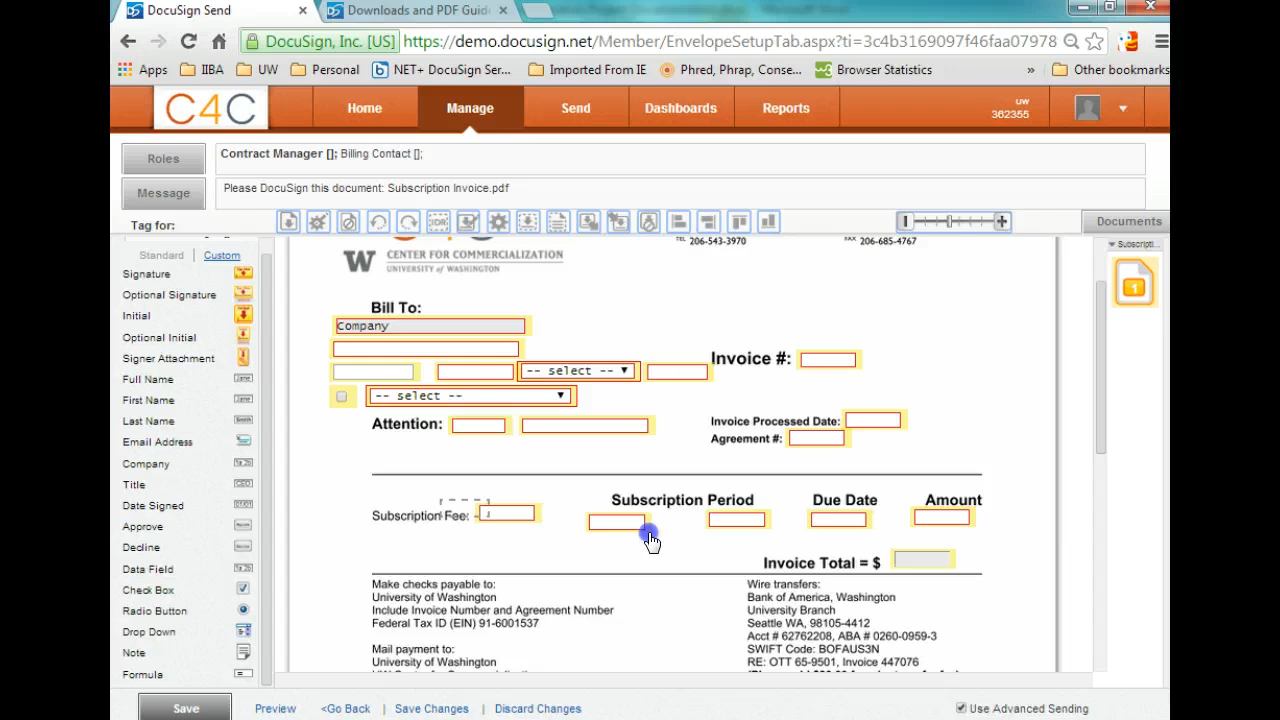 DocuSign Send
Downloads and PDF Guid
DocuSign, Inc. [US]
https://demo.docusign.net/Member/EnvelopeSetupTab.aspx?ti=3c4b3169097f46faa07978
Apps
IIBA
UW
Personal
NET+ DocuSign Ser...
Imported From IE
Phred, Phrap, Conse...
Browser Statistics
»
Other bookmarks
C4C
Home
Manage
Send
Dashboards
Reports
UW
362355
Roles
Contract Manager []; Billing Contact [];
Message
Please DocuSign this document: Subscription Invoice.pdf
Tag for:
Documents
Standard
Custom
Signature
Optional Signature
Initial
Optional Initial
Signer Attachment
Full Name
First Name
Last Name
Email Address
Company
Title
Date Signed
Approve
Decline
Data Field
Check Box
Radio Button
Drop Down
Note
Formula
TEL 206-543-3970
FAX 206-685-4767
W
CENTER FOR COMMERCIALIZATION
UNIVERSITY of WASHINGTON
Bill To:
Company
Invoice #:
-- select --
-- select --
Attention:
Invoice Processed Date:
Agreement #:
Subscription Period
Due Date
Amount
Subscription Fee:
Invoice Total = $
Make checks payable to:
University of Washington
Include Invoice Number and Agreement Number
Federal Tax ID (EIN) 91-6001537
Mail payment to:
University of Washington
Wire transfers:
Bank of America, Washington
University Branch
Seattle WA, 98105-4412
Acct # 62762208, ABA # 0260-0959-3
SWIFT Code: BOFAUS3N
RE: OTT 65-9501, Invoice 447076
Subscripti...
1
Save
Preview
<Go Back
Save Changes
Discard Changes
Use Advanced Sending